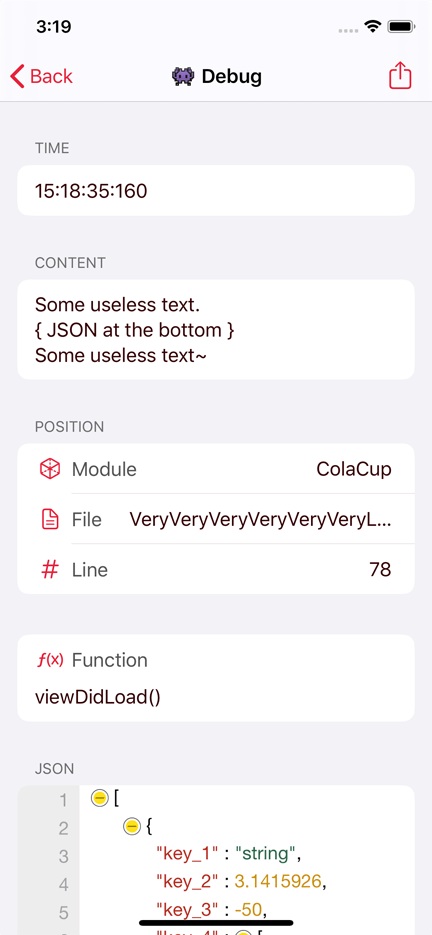 3:19
Back
👾 Debug
TIME
15:18:35:160
CONTENT
Some useless text.
{ JSON at the bottom }
Some useless text~
POSITION
Module ColaCup
File VeryVeryVeryVeryVeryVeryL...
# Line 78
f(x) Function
viewDidLoad()
JSON
1 [
2 {
3 "key_1" : "string",
4 "key_2" : 3.1415926,
5 "key_3" : -50,